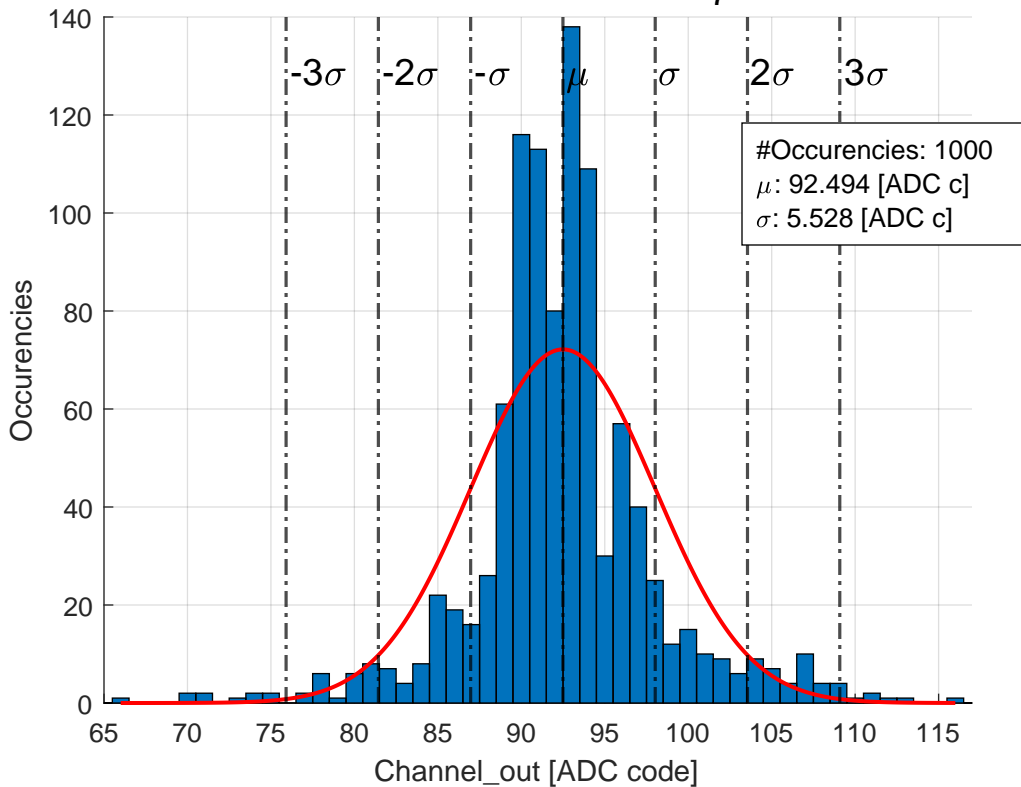 140
120
100
80
60
40
20
0
Occurencies
-3σ -2σ -σ μ σ 2σ 3σ
#Occurencies: 1000
μ: 92.494 [ADC c]
σ: 5.528 [ADC c]
65 70 75 80 85 90 95 100 105 110 115
Channel_out [ADC code]